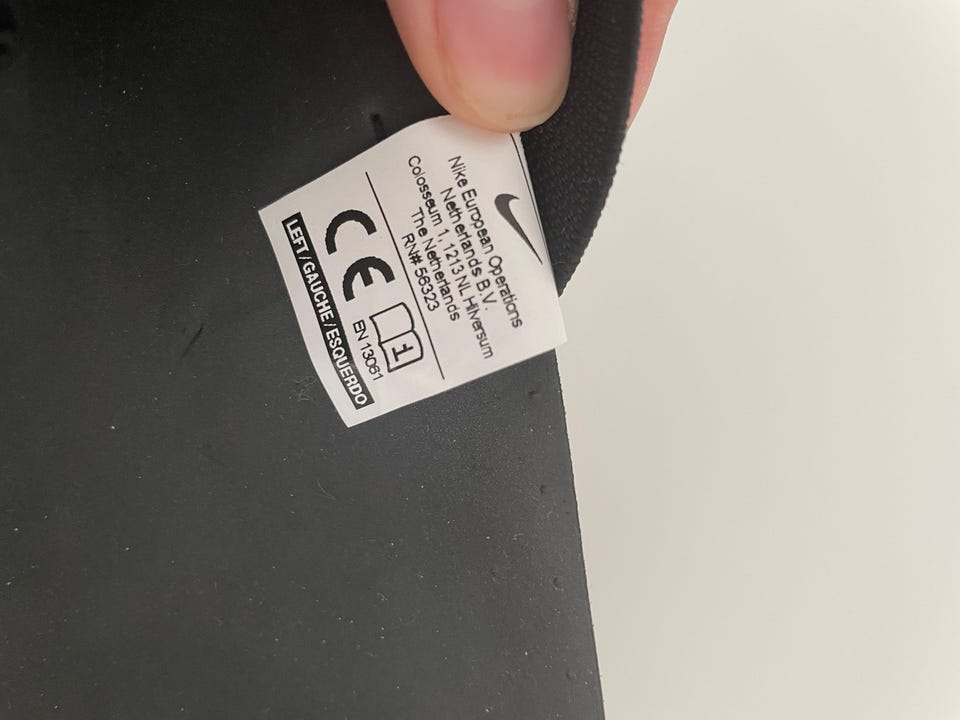 Nike European Operations
Netherlands B.V.
Colosseum 1, 1213 NL Hilversum
The Netherlands
RN# 56323
CE
EN 13061
LEFT / GAUCHE / ESQUERDO